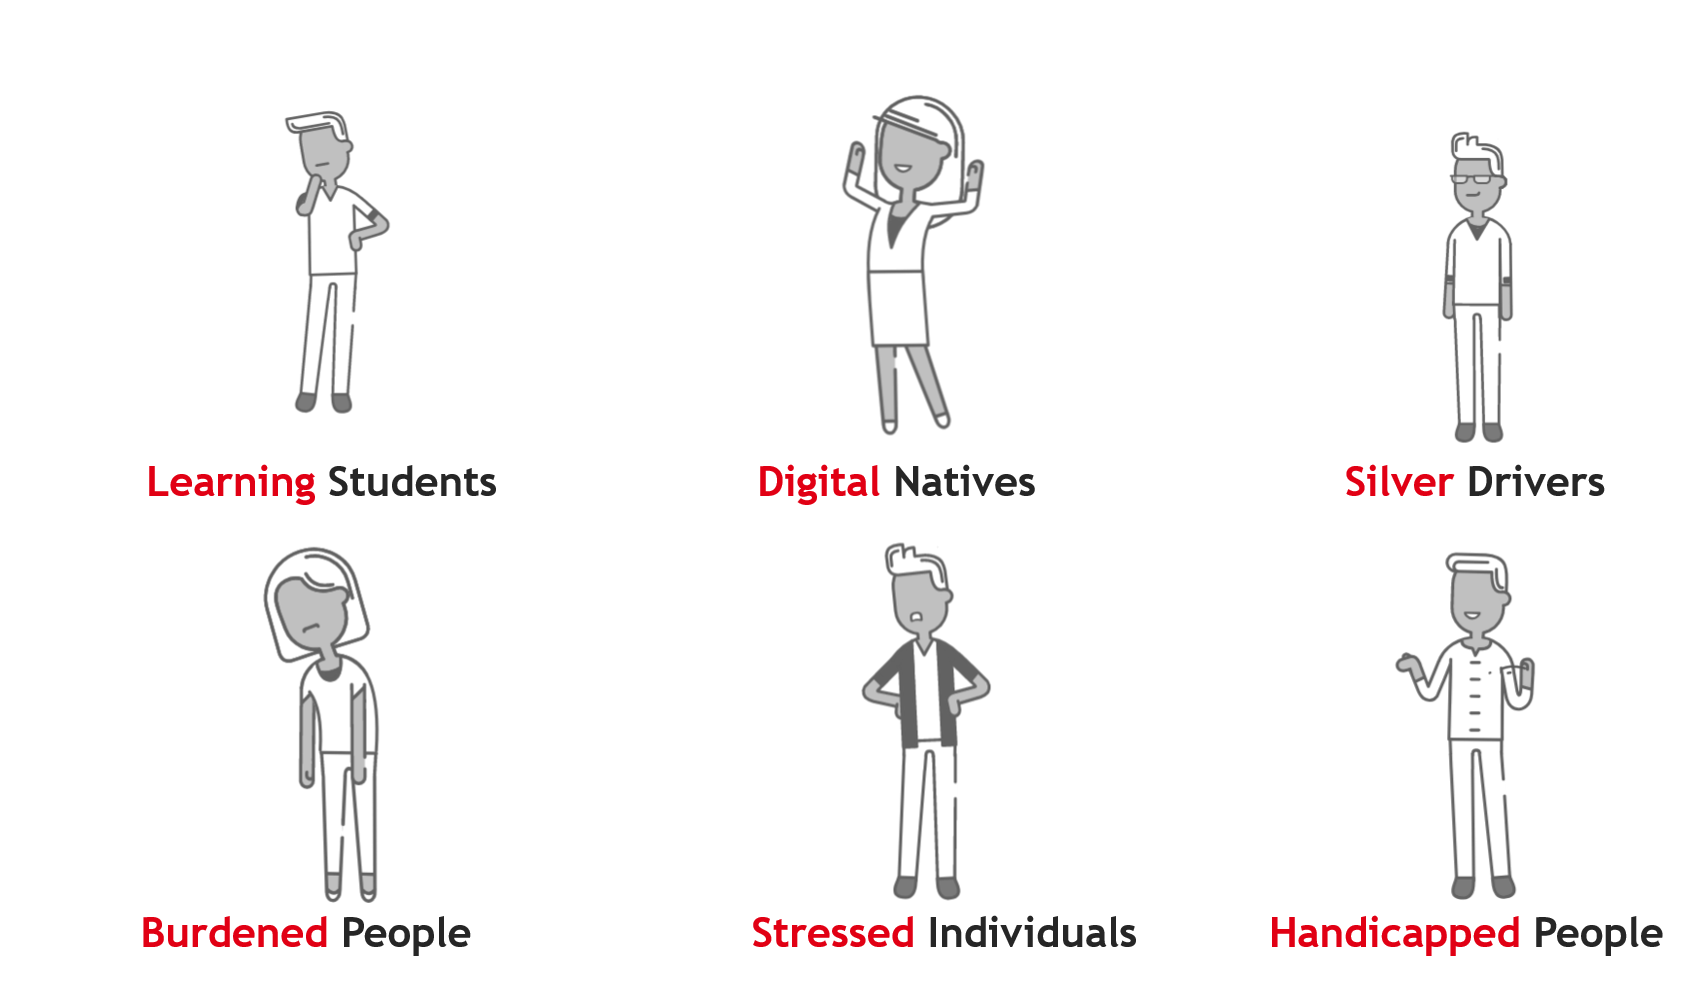 Learning Students
Digital Natives
Silver Drivers
Burdened People
Stressed Individuals
Handicapped People